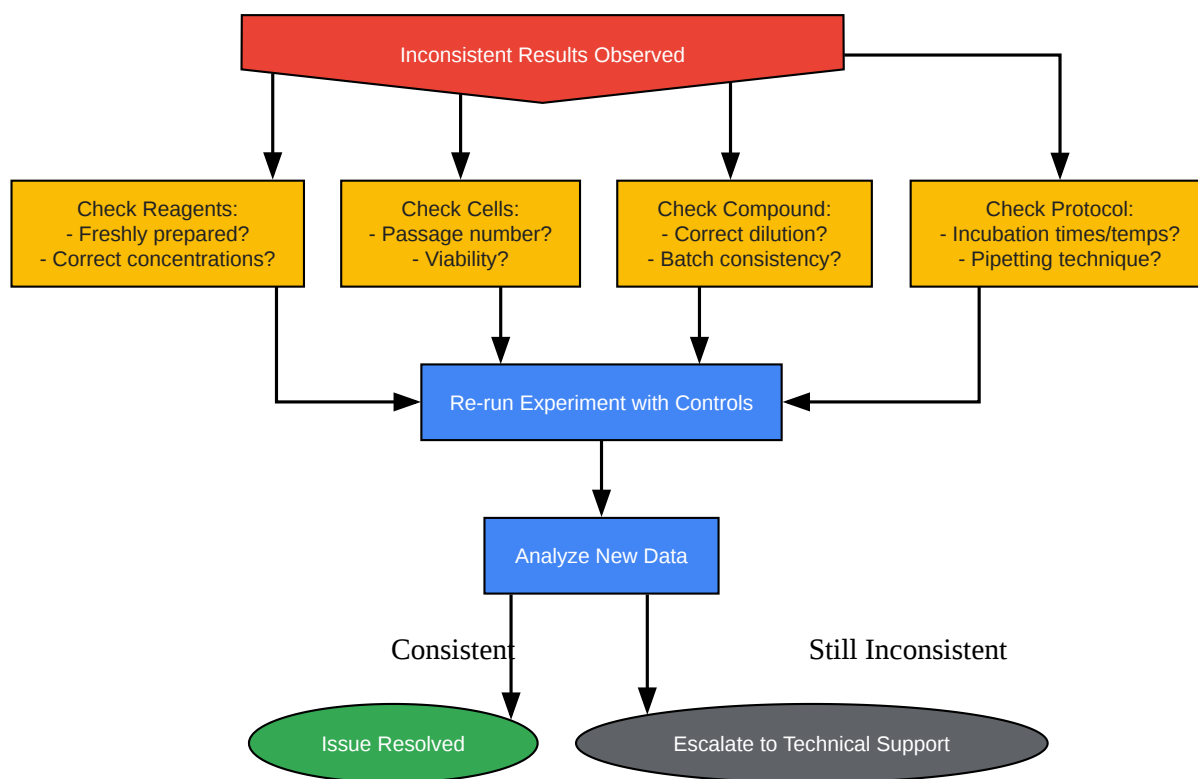 Inconsistent Results Observed
Check Reagents:
- Freshly prepared?
- Correct concentrations?
Check Cells:
- Passage number?
- Viability?
Check Compound:
- Correct dilution?
- Batch consistency?
Check Protocol:
- Incubation times/temps?
- Pipetting technique?
Re-run Experiment with Controls
Analyze New Data
Consistent
Still Inconsistent
Issue Resolved
Escalate to Technical Support